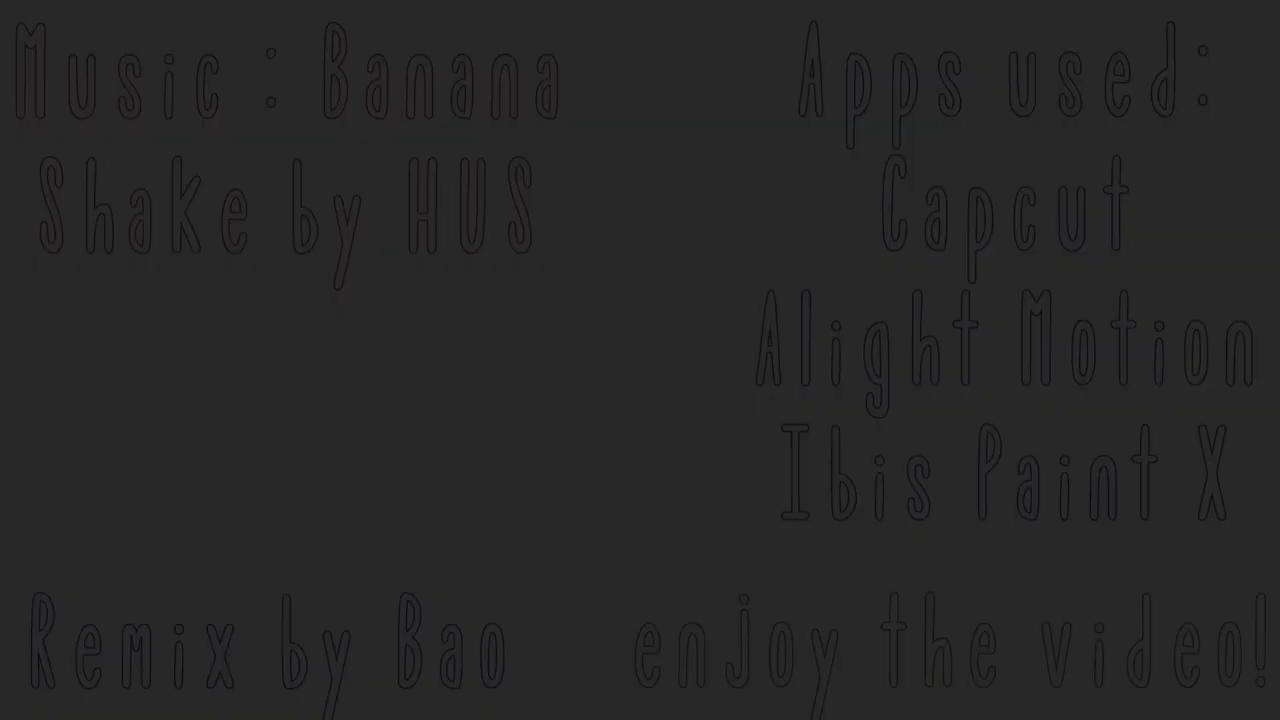 Music : Banana
Shake by HUS
Apps used:
Capcut
Alight Motion
Ibis Paint X
Remix by Bao
enjoy the video!